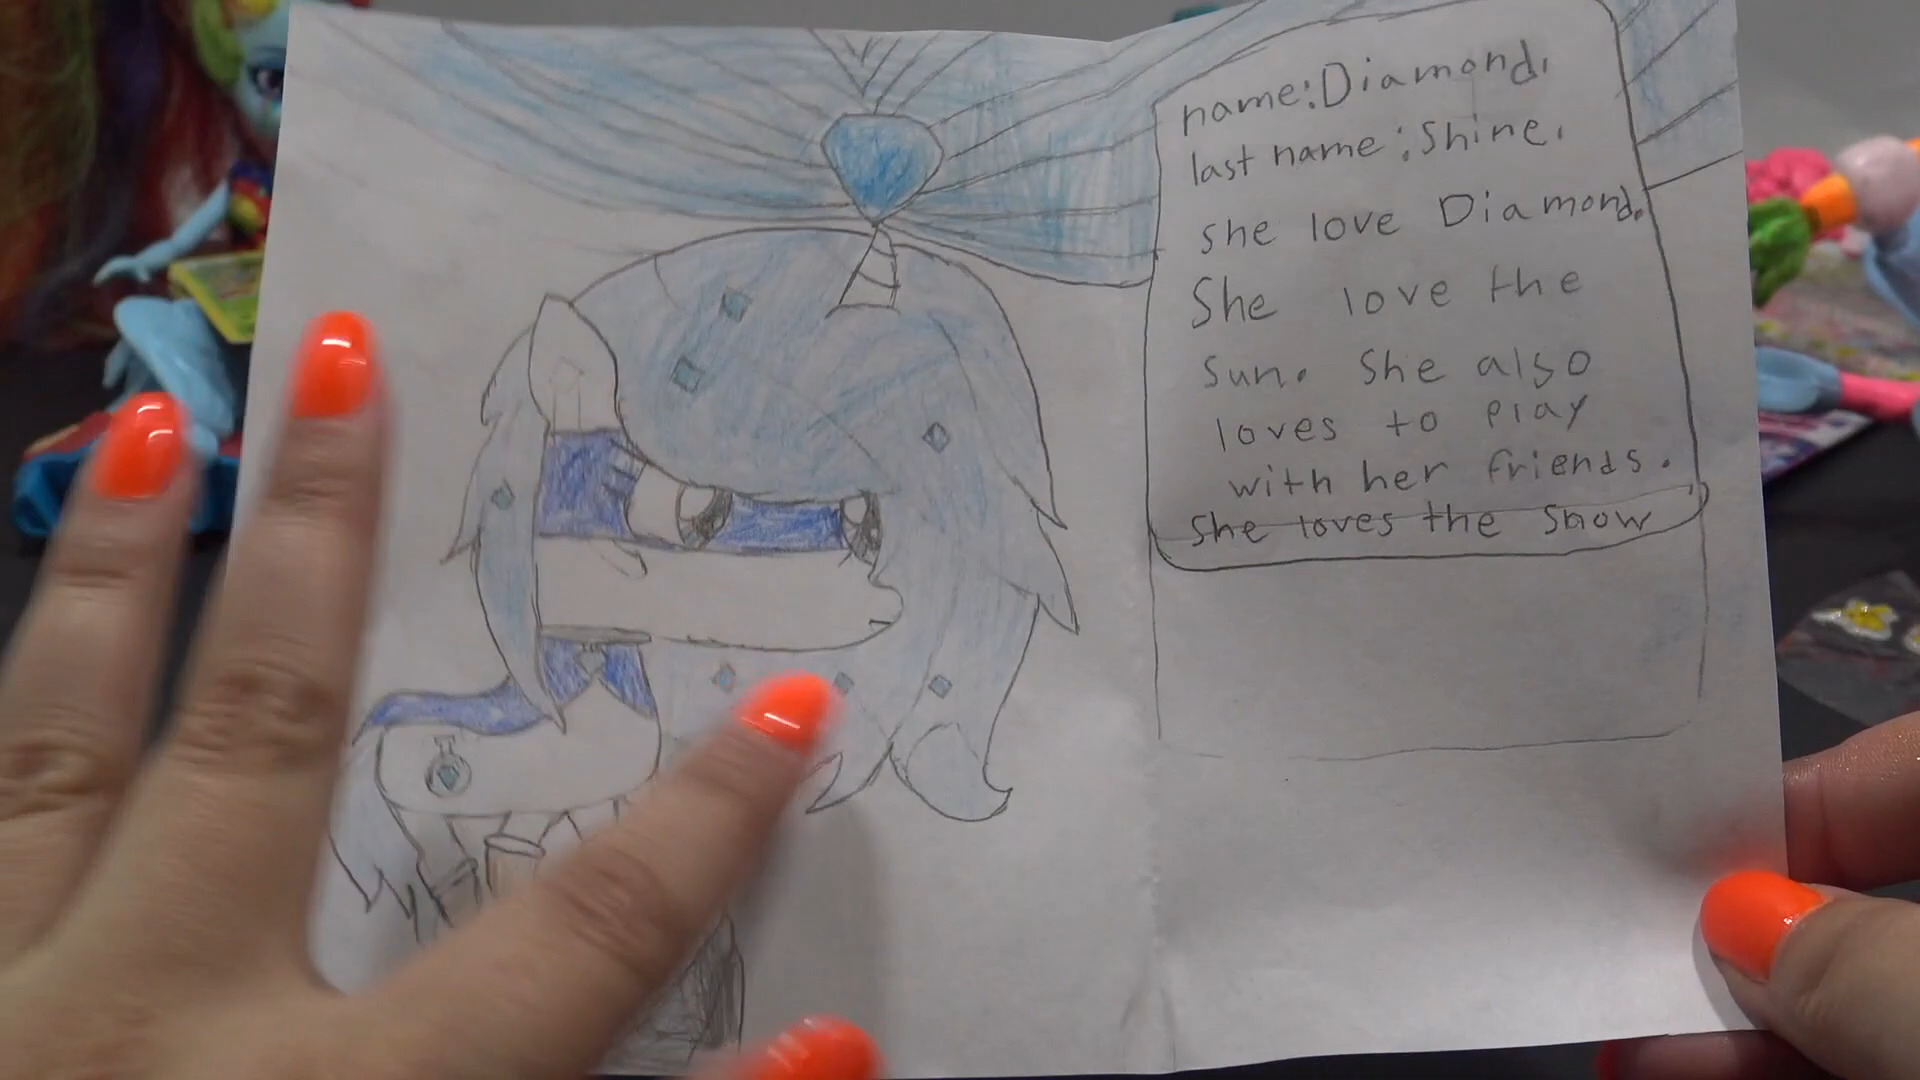 name: Diamond.
last name: Shine.
She love Diamond.
She love the
sun. She also
loves to play
with her friends.
She loves the Snow